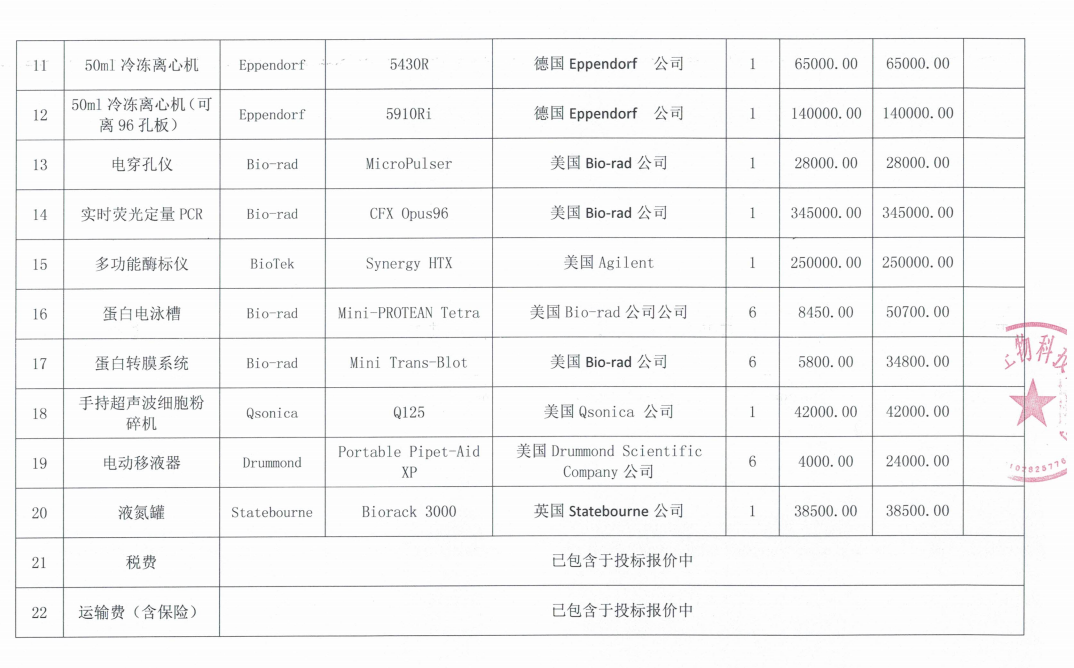 11 50ml 冷冻离心机 Eppendorf 5430R 德国 Eppendorf 公司 1 65000.00 65000.00
12 50ml 冷冻离心机（可离 96 孔板） Eppendorf 5910Ri 德国 Eppendorf 公司 1 140000.00 140000.00
13 电穿孔仪 Bio-rad MicroPulser 美国 Bio-rad 公司 1 28000.00 28000.00
14 实时荧光定量 PCR Bio-rad CFX Opus96 美国 Bio-rad 公司 1 345000.00 345000.00
15 多功能酶标仪 BioTek Synergy HTX 美国 Agilent 1 250000.00 250000.00
16 蛋白电泳槽 Bio-rad Mini-PROTEAN Tetra 美国 Bio-rad 公司公司 6 8450.00 50700.00
17 蛋白转膜系统 Bio-rad Mini Trans-Blot 美国 Bio-rad 公司 6 5800.00 34800.00
18 手持超声波细胞粉碎机 Qsonica Q125 美国 Qsonica 公司 1 42000.00 42000.00
19 电动移液器 Drummond Portable Pipet-Aid XP 美国 Drummond Scientific Company 公司 6 4000.00 24000.00
20 液氮罐 Statebourne Biorack 3000 英国 Statebourne 公司 1 38500.00 38500.00
21 税费 已包含于投标报价中
22 运输费（含保险） 已包含于投标报价中
物科